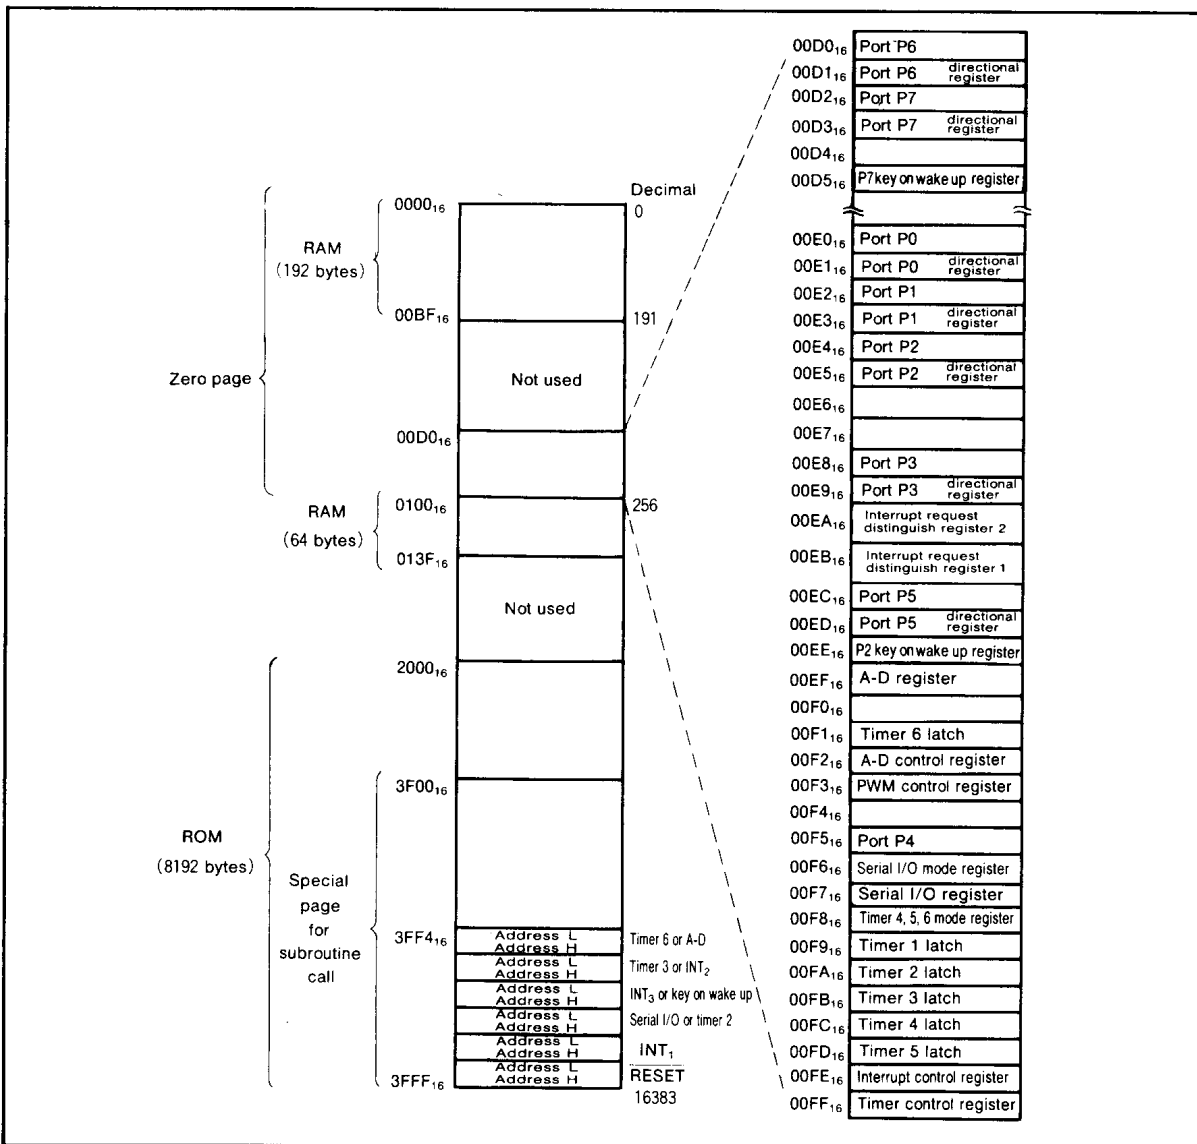 Decimal
0000₁₆
0
RAM
(192 bytes)
00BF₁₆
191
Zero page
Not used
00D0₁₆
0100₁₆
256
RAM
(64 bytes)
013F₁₆
Not used
2000₁₆
3F00₁₆
ROM
(8192 bytes)
Special
page
for
subroutine
call
3FF4₁₆
Address L
Address H
Timer 6 or A-D
Address L
Address H
Timer 3 or INT₂
Address L
Address H
INT₃ or key on wake up
Address L
Address H
Serial I/O or timer 2
Address L
Address H
INT₁
Address L
Address H
RESET
3FFF₁₆
16383
00D0₁₆ Port P6
00D1₁₆ Port P6 directional register
00D2₁₆ Port P7
00D3₁₆ Port P7 directional register
00D4₁₆
00D5₁₆ P7 key on wake up register
00E0₁₆ Port P0
00E1₁₆ Port P0 directional register
00E2₁₆ Port P1
00E3₁₆ Port P1 directional register
00E4₁₆ Port P2
00E5₁₆ Port P2 directional register
00E6₁₆
00E7₁₆
00E8₁₆ Port P3
00E9₁₆ Port P3 directional register
00EA₁₆ Interrupt request distinguish register 2
00EB₁₆ Interrupt request distinguish register 1
00EC₁₆ Port P5
00ED₁₆ Port P5 directional register
00EE₁₆ P2 key on wake up register
00EF₁₆ A-D register
00F0₁₆
00F1₁₆ Timer 6 latch
00F2₁₆ A-D control register
00F3₁₆ PWM control register
00F4₁₆
00F5₁₆ Port P4
00F6₁₆ Serial I/O mode register
00F7₁₆ Serial I/O register
00F8₁₆ Timer 4, 5, 6 mode register
00F9₁₆ Timer 1 latch
00FA₁₆ Timer 2 latch
00FB₁₆ Timer 3 latch
00FC₁₆ Timer 4 latch
00FD₁₆ Timer 5 latch
00FE₁₆ Interrupt control register
00FF₁₆ Timer control register